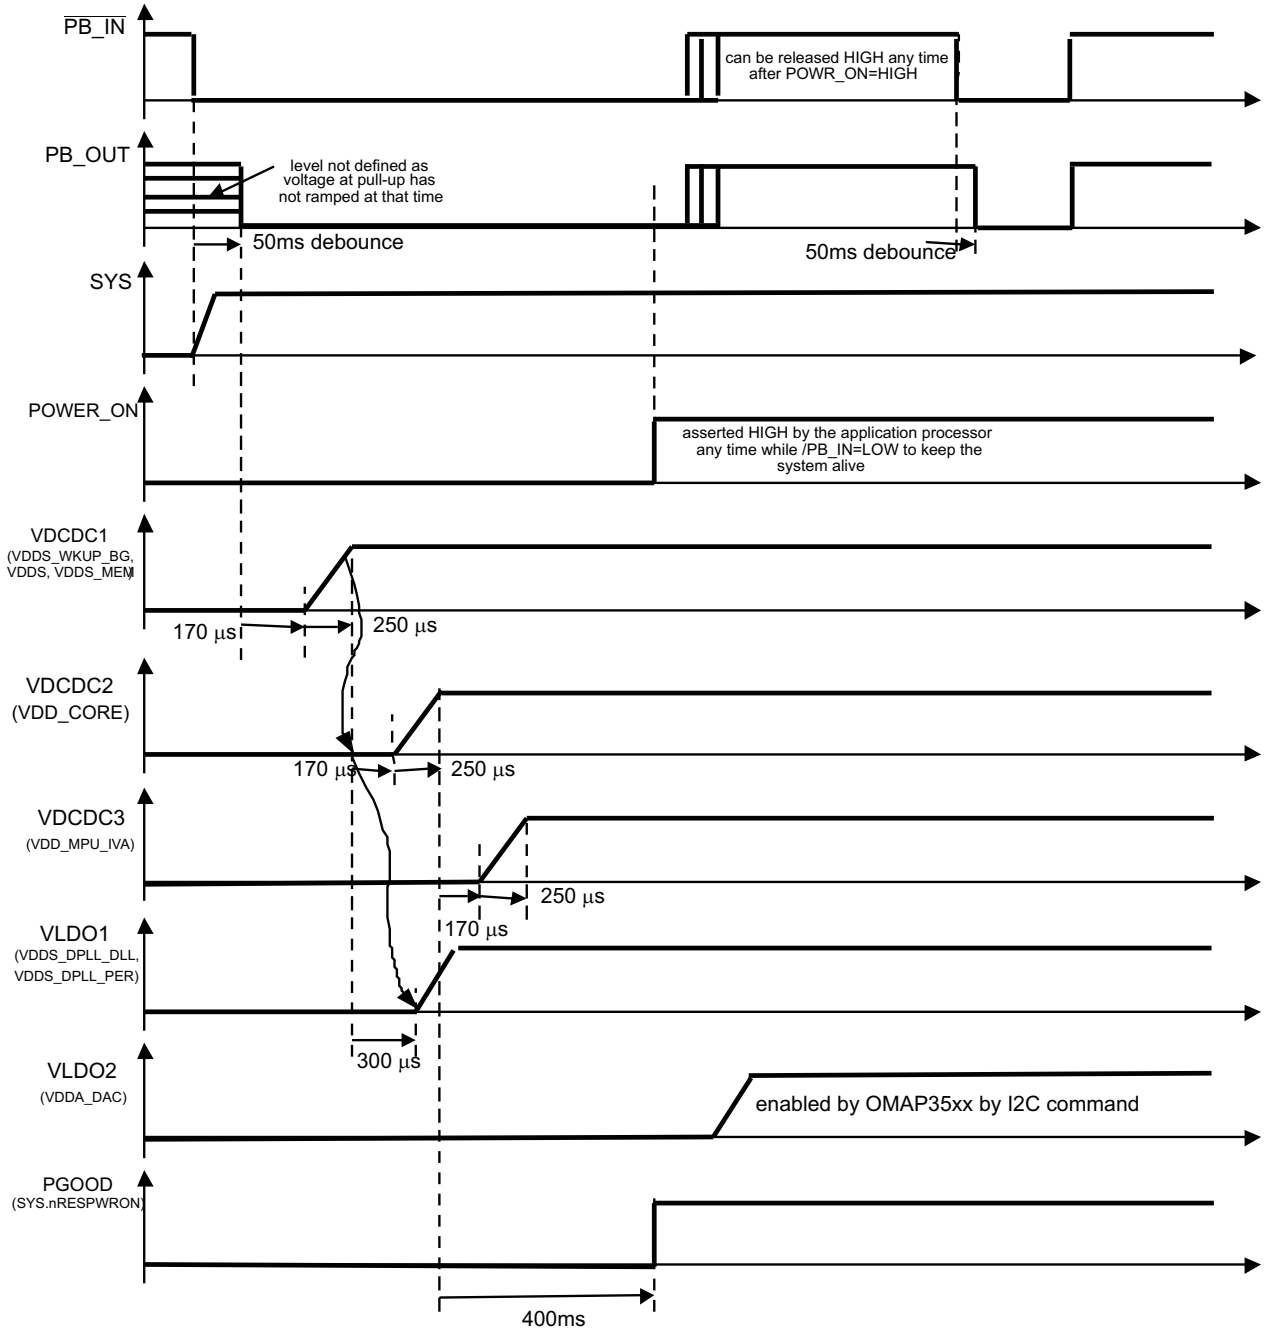 PB_IN
can be released HIGH any time
after POWR_ON=HIGH
PB_OUT
level not defined as
voltage at pull-up has
not ramped at that time
50ms debounce
50ms debounce
SYS
POWER_ON
asserted HIGH by the application processor
any time while /PB_IN=LOW to keep the
system alive
VDCDC1
(VDDS_WKUP_BG,
VDDS, VDDS_MEM)
170 μs
250 μs
VDCDC2
(VDD_CORE)
170 μs
250 μs
VDCDC3
(VDD_MPU_IVA)
250 μs
170 μs
VLDO1
(VDDS_DPLL_DLL,
VDDS_DPLL_PER)
300 μs
VLDO2
(VDDA_DAC)
enabled by OMAP35xx by I2C command
PGOOD
(SYS.nRESPWRON)
400ms